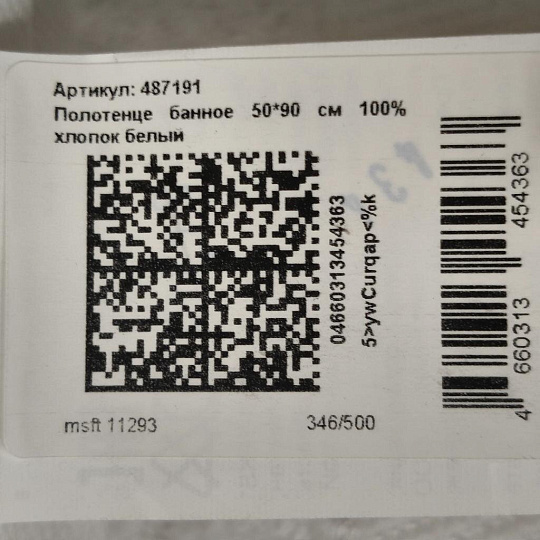 Артикул: 487191
Полотенце банное 50*90 см 100%
хлопок белый
04660313454363
5>ywCurqap<%k
4 660313 454363
msft 11293
346/500